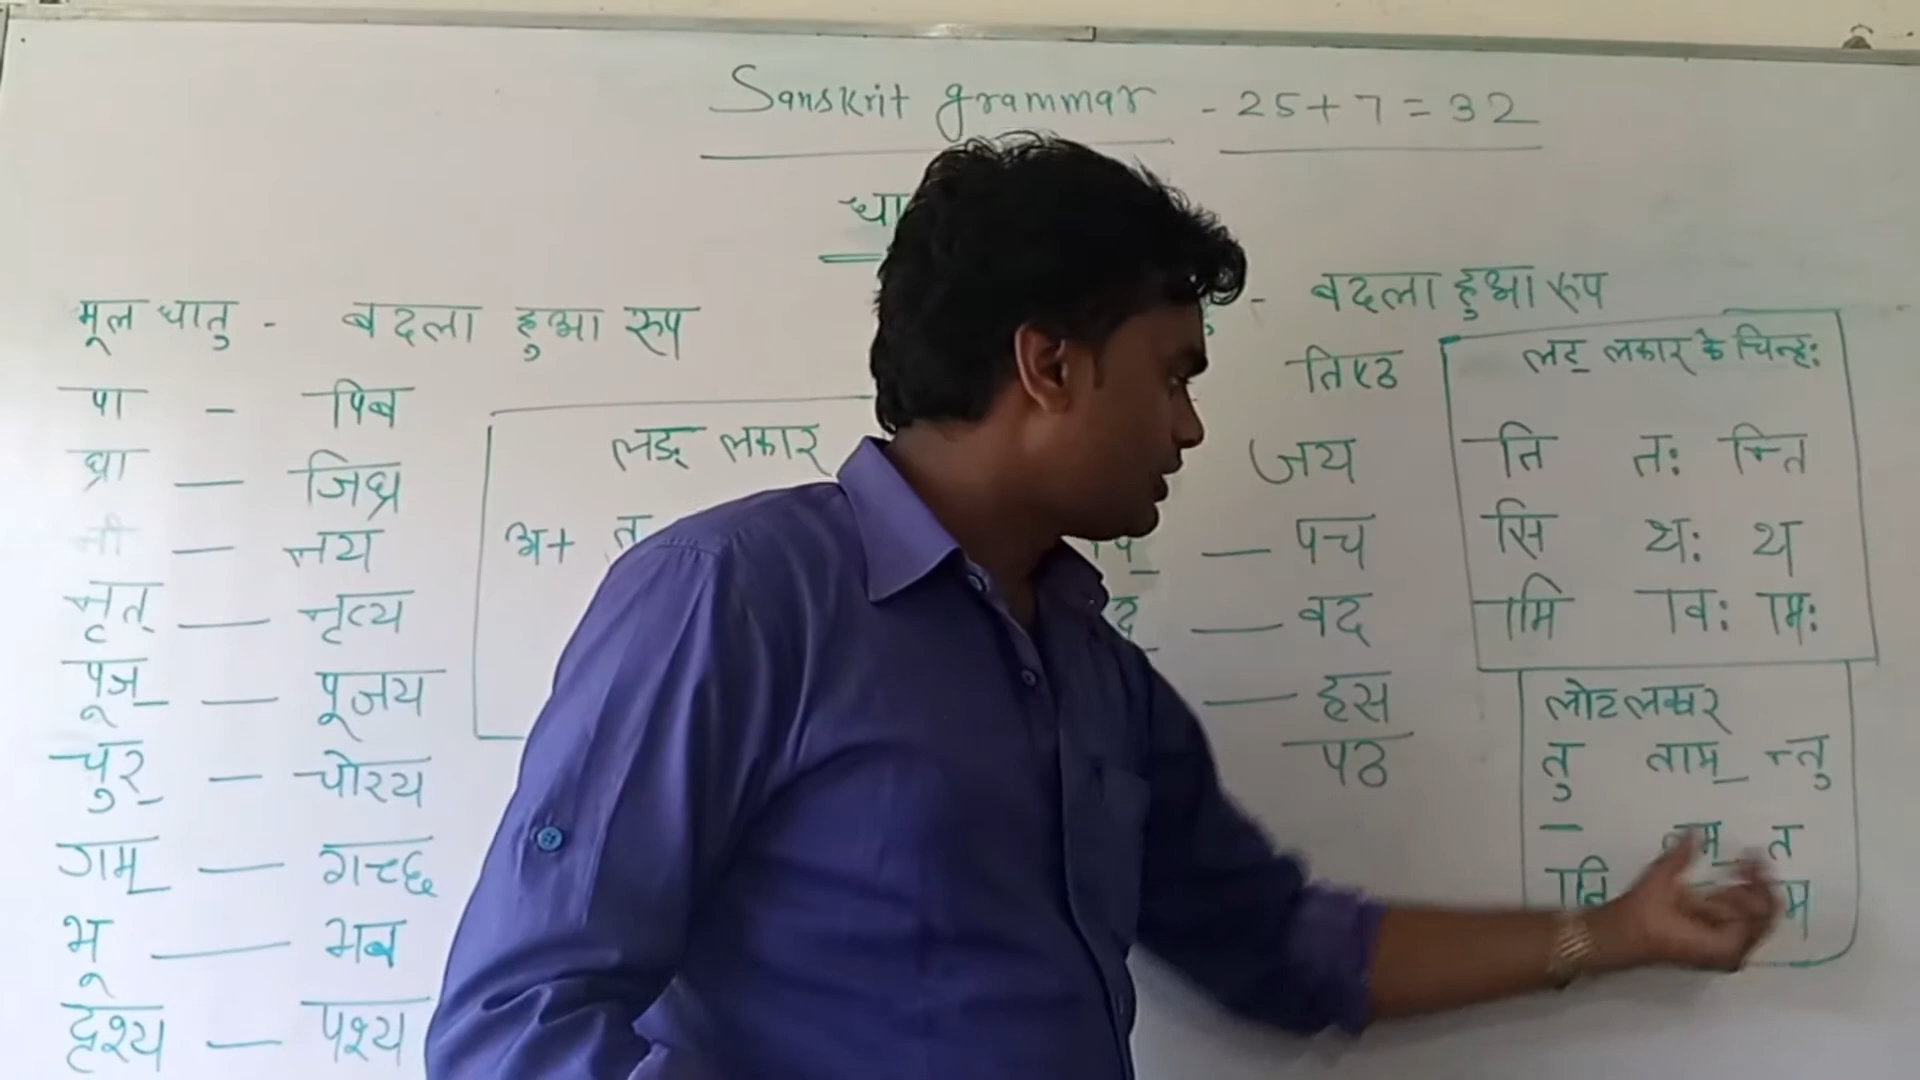 Sanskrit grammar - 25+7=32
धा
मूल धातु - बदला हुआ रुप
पा - पिब
घ्रा — जिघ्र
नी — नय
नृत् — नृत्य
पूज् — पूजय
चुर् — चोरय
गम् — गच्छ
भू — भव
दृश्य — पश्य
लङ् लकार
अ+ त
- बदला हुआ रुप
तिष्ठ
जय
— पच
— वद
— हस
पठ
लट् लकार के चिन्ह:
ति तः न्ति
सि थः थ
ामि ावः ामः
लोट लकार
तु ताम् न्तु
- तम् त
ानि ाम